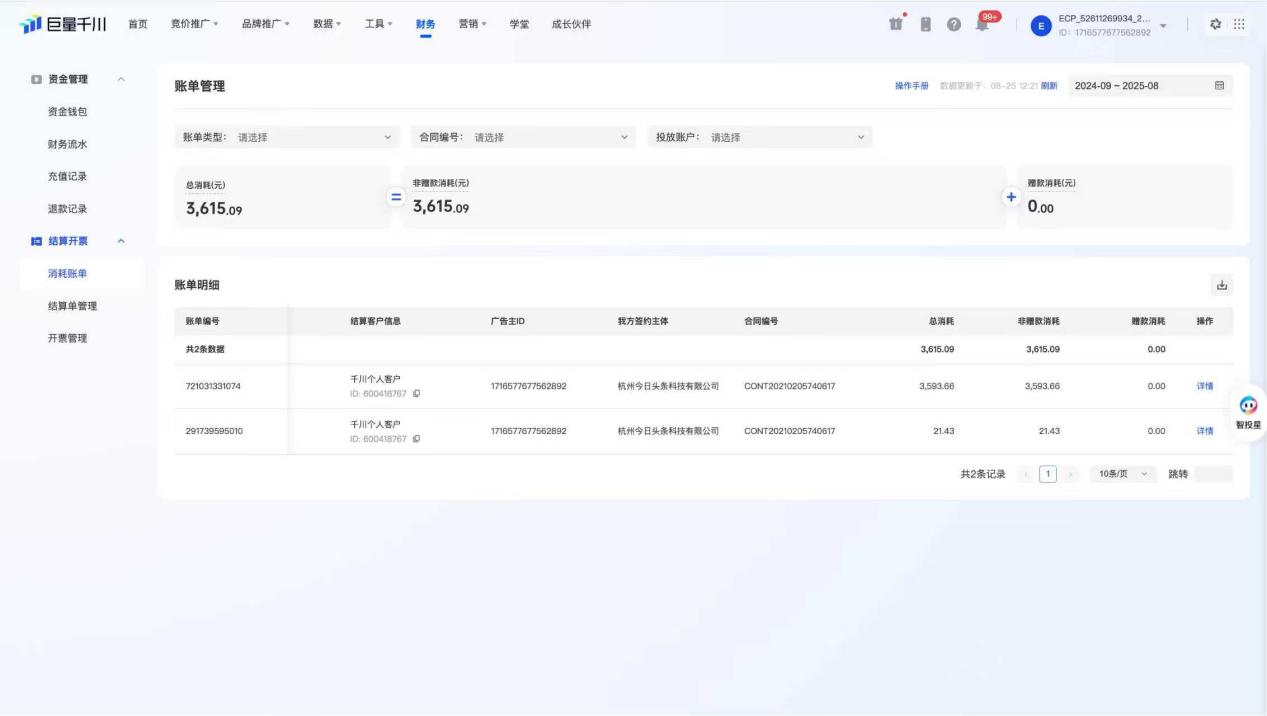 巨量千川 首页 竞价推广 品牌推广 数据 工具 财务 营销 学堂 成长伙伴 99+ E ECP_52611269934_2...
ID: 1716577677562892
资金管理
资金钱包
财务流水
充值记录
退款记录
结算开票
消耗账单
结算单管理
开票管理
账单管理 操作手册 数据更新于: 08-25 12:21 刷新 2024-09 ~ 2025-08
账单类型: 请选择 合同编号: 请选择 投放账户: 请选择
总消耗(元) 非赠款消耗(元) 赠款消耗(元)
3,615.09 = 3,615.09 + 0.00
账单明细
账单编号 结算客户信息 广告主ID 我方签约主体 合同编号 总消耗 非赠款消耗 赠款消耗 操作
共2条数据 3,615.09 3,615.09 0.00
721031331074 千川个人客户 1716577677562892 杭州今日头条科技有限公司 CONT20210205740617 3,593.66 3,593.66 0.00 详情
ID: 600418767
291739595010 千川个人客户 1716577677562892 杭州今日头条科技有限公司 CONT20210205740617 21.43 21.43 0.00 详情
ID: 600418767
共2条记录 1 10条/页 跳转
智投星